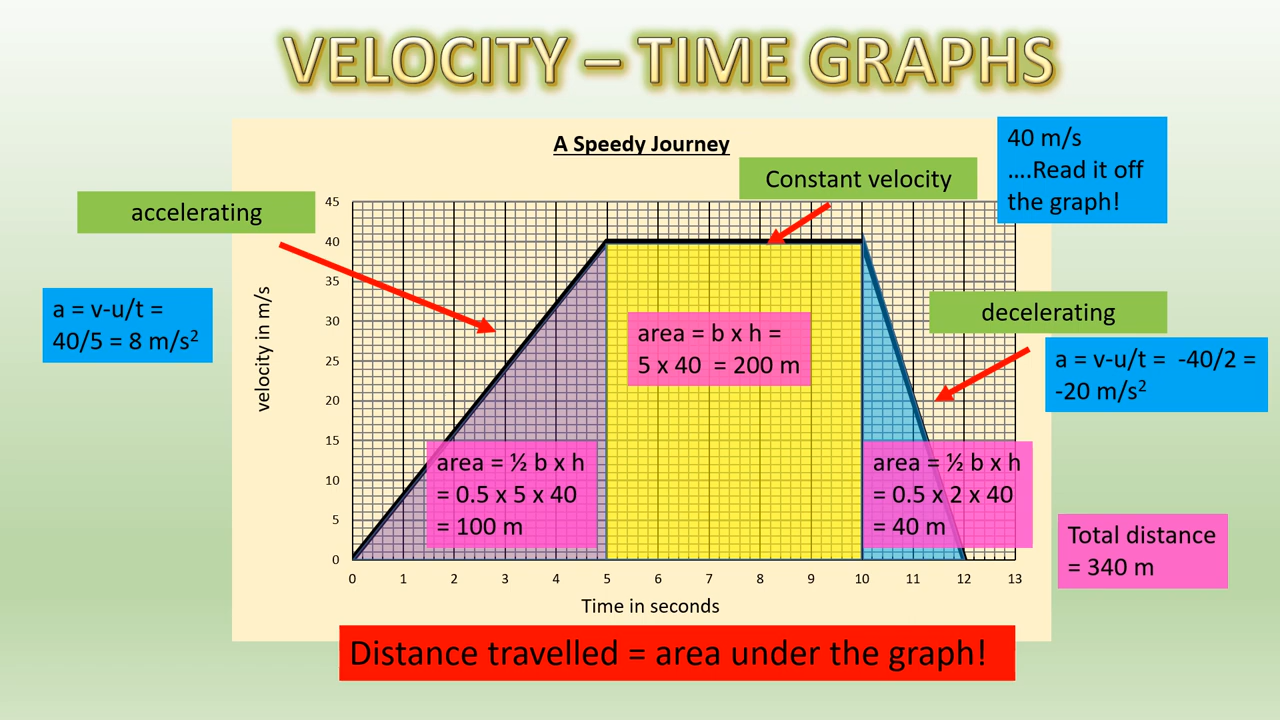 VELOCITY – TIME GRAPHS
A Speedy Journey
40 m/s
....Read it off
the graph!
Constant velocity
accelerating
a = v-u/t =
40/5 = 8 m/s²
decelerating
a = v-u/t = -40/2 =
-20 m/s²
velocity in m/s
45
40
35
30
25
20
15
10
5
0
area = b x h =
5 x 40 = 200 m
area = ½ b x h
= 0.5 x 5 x 40
= 100 m
area = ½ b x h
= 0.5 x 2 x 40
= 40 m
Total distance
= 340 m
0 1 2 3 4 5 6 7 8 9 10 11 12 13
Time in seconds
Distance travelled = area under the graph!